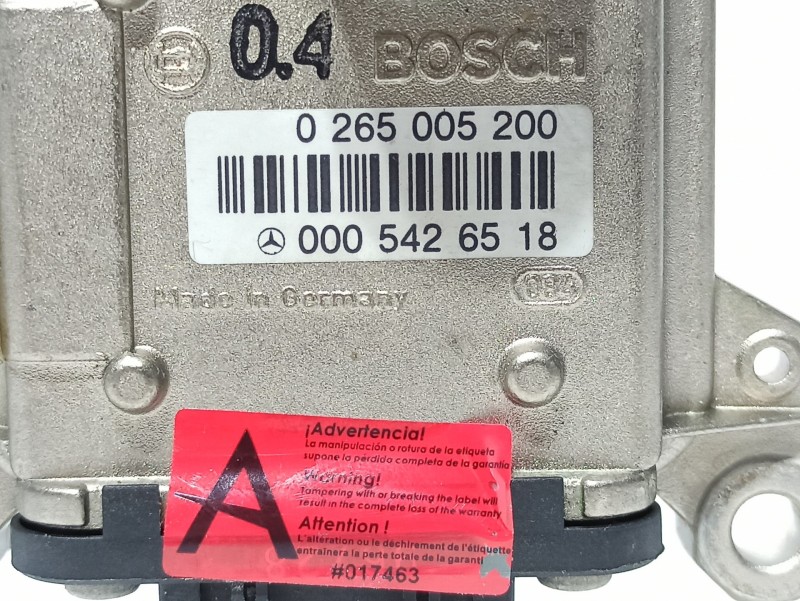 0.4 BOSCH
0 265 005 200
000 542 65 18
Made in Germany
¡Advertencia!
La manipulación o rotura de la etiqueta
supone la pérdida completa de la garantía
Warning!
Tampering with or breaking the label will
result in the complete loss of the warranty
Attention !
L'altération ou le déchirement de l'étiquette
entraînera la perte totale de la garanti
#017463
A